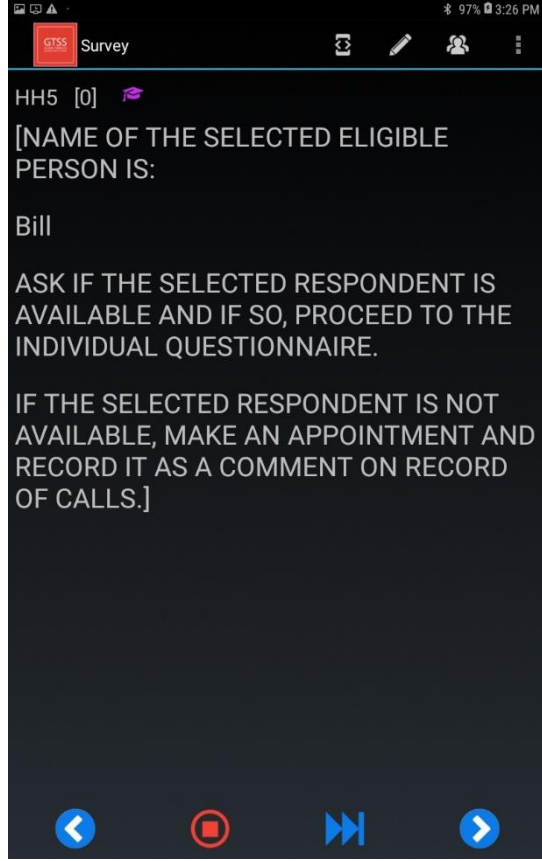 97% 3:26 PM
GTSS
Survey
HH5 [0]
[NAME OF THE SELECTED ELIGIBLE
PERSON IS:
Bill
ASK IF THE SELECTED RESPONDENT IS
AVAILABLE AND IF SO, PROCEED TO THE
INDIVIDUAL QUESTIONNAIRE.
IF THE SELECTED RESPONDENT IS NOT
AVAILABLE, MAKE AN APPOINTMENT AND
RECORD IT AS A COMMENT ON RECORD
OF CALLS.]